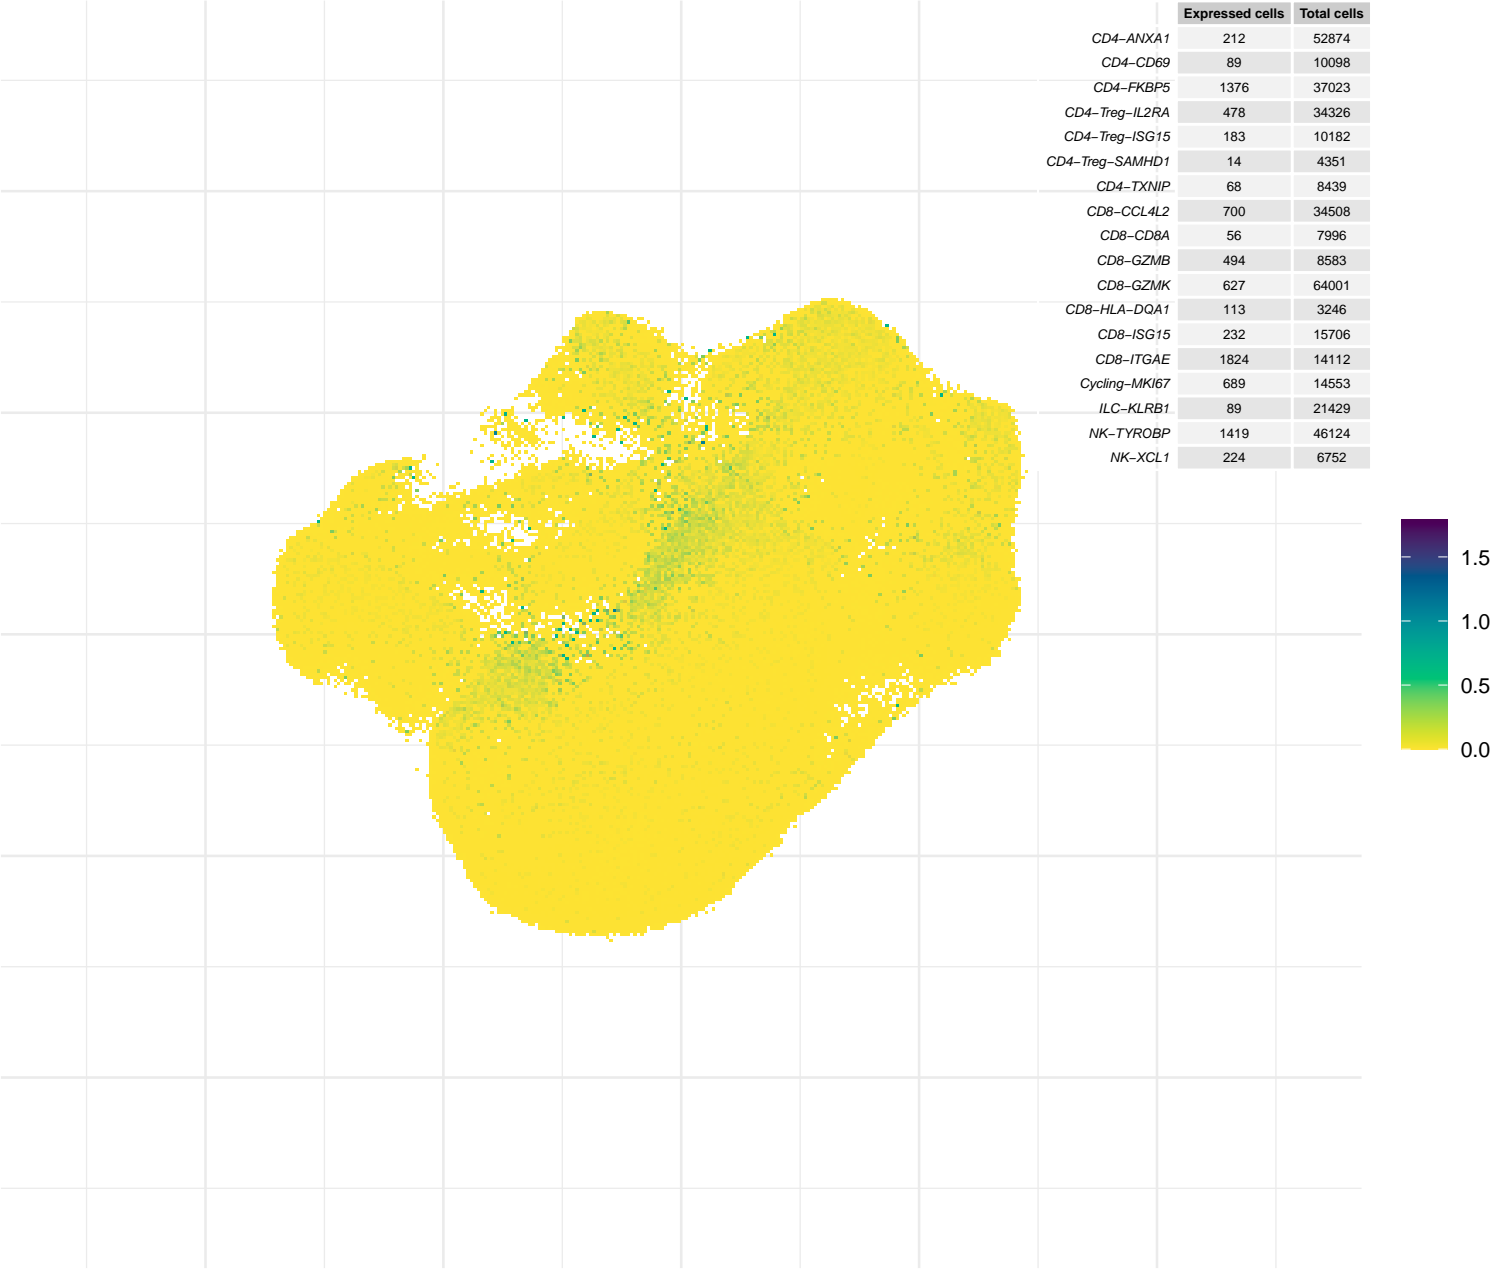 Expressed cells Total cells
CD4−ANXA1 212 52874
CD4−CD69 89 10098
CD4−FKBP5 1376 37023
CD4−Treg−IL2RA 478 34326
CD4−Treg−ISG15 183 10182
CD4−Treg−SAMHD1 14 4351
CD4−TXNIP 68 8439
CD8−CCL4L2 700 34508
CD8−CD8A 56 7996
CD8−GZMB 494 8583
CD8−GZMK 627 64001
CD8−HLA−DQA1 113 3246
CD8−ISG15 232 15706
CD8−ITGAE 1824 14112
Cycling−MKI67 689 14553
ILC−KLRB1 89 21429
NK−TYROBP 1419 46124
NK−XCL1 224 6752
1.5
1.0
0.5
0.0